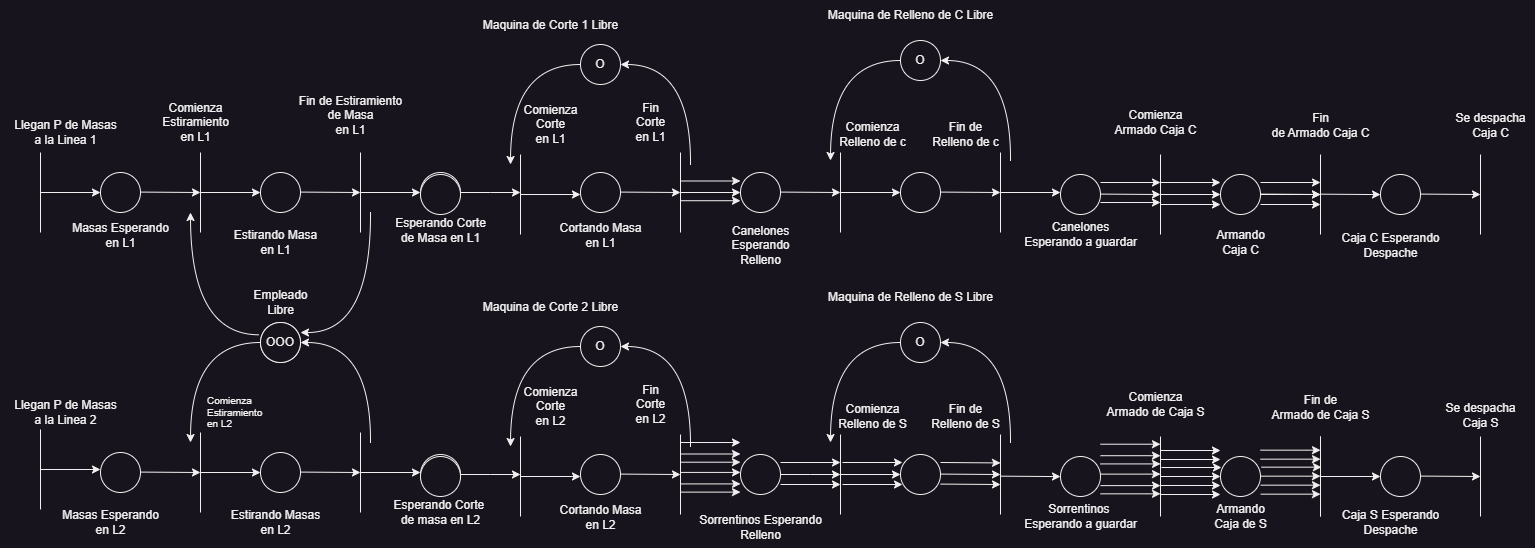 Maquina de Corte 1 Libre
Maquina de Relleno de C Libre
O
O
Llegan P de Masas
a la Linea 1
Comienza
Estiramiento
en L1
Fin de Estiramiento
de Masa
en L1
Comienza
Corte
en L1
Fin
Corte
en L1
Comienza
Relleno de c
Fin de
Relleno de c
Comienza
Armado Caja C
Fin
de Armado Caja C
Se despacha
Caja C
Masas Esperando
en L1
Estirando Masa
en L1
Esperando Corte
de Masa en L1
Cortando Masa
en L1
Canelones
Esperando
Relleno
Canelones
Esperando a guardar
Armando
Caja C
Caja C Esperando
Despache
Empleado
Libre
OOO
Maquina de Corte 2 Libre
Maquina de Relleno de S Libre
O
O
Llegan P de Masas
a la Linea 2
Comienza
Estiramiento
en L2
Comienza
Corte
en L2
Fin
Corte
en L2
Comienza
Relleno de S
Fin de
Relleno de S
Comienza
Armado de Caja S
Fin de
Armado de Caja S
Se despacha
Caja S
Masas Esperando
en L2
Estirando Masas
en L2
Esperando Corte
de masa en L2
Cortando Masa
en L2
Sorrentinos Esperando
Relleno
Sorrentinos
Esperando a guardar
Armando
Caja de S
Caja S Esperando
Despache